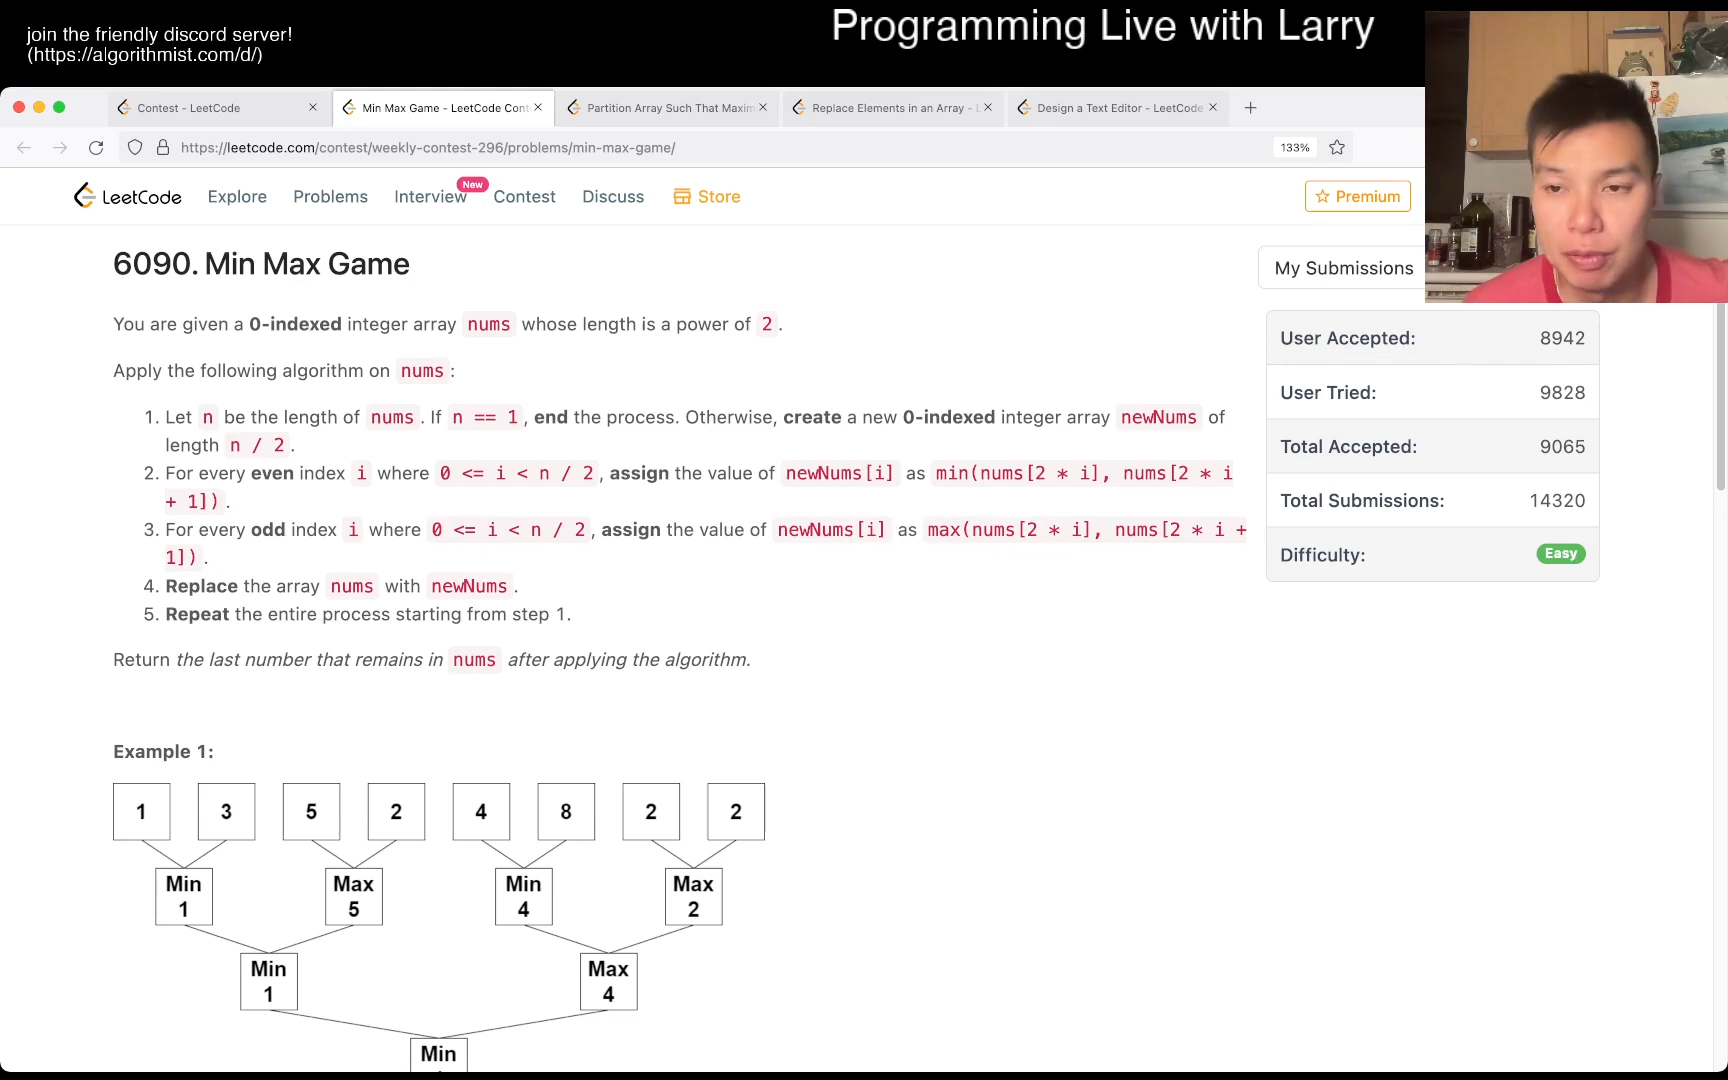 join the friendly discord server!
(https://algorithmist.com/d/)
Programming Live with Larry
Contest - LeetCode
Min Max Game - LeetCode Cont
Partition Array Such That Maxim
Replace Elements in an Array - L
Design a Text Editor - LeetCode
https://leetcode.com/contest/weekly-contest-296/problems/min-max-game/
133%
LeetCode
Explore
Problems
Interview
New
Contest
Discuss
Store
Premium
6090. Min Max Game
My Submissions
You are given a 0-indexed integer array nums whose length is a power of 2.
Apply the following algorithm on nums:
1. Let n be the length of nums. If n == 1, end the process. Otherwise, create a new 0-indexed integer array newNums of
length n / 2.
2. For every even index i where 0 <= i < n / 2, assign the value of newNums[i] as min(nums[2 * i], nums[2 * i
+ 1]).
3. For every odd index i where 0 <= i < n / 2, assign the value of newNums[i] as max(nums[2 * i], nums[2 * i +
1]).
4. Replace the array nums with newNums.
5. Repeat the entire process starting from step 1.
Return the last number that remains in nums after applying the algorithm.
User Accepted: 8942
User Tried: 9828
Total Accepted: 9065
Total Submissions: 14320
Difficulty: Easy
Example 1:
1 3 5 2 4 8 2 2
Min Max Min Max
1 5 4 2
Min Max
1 4
Min